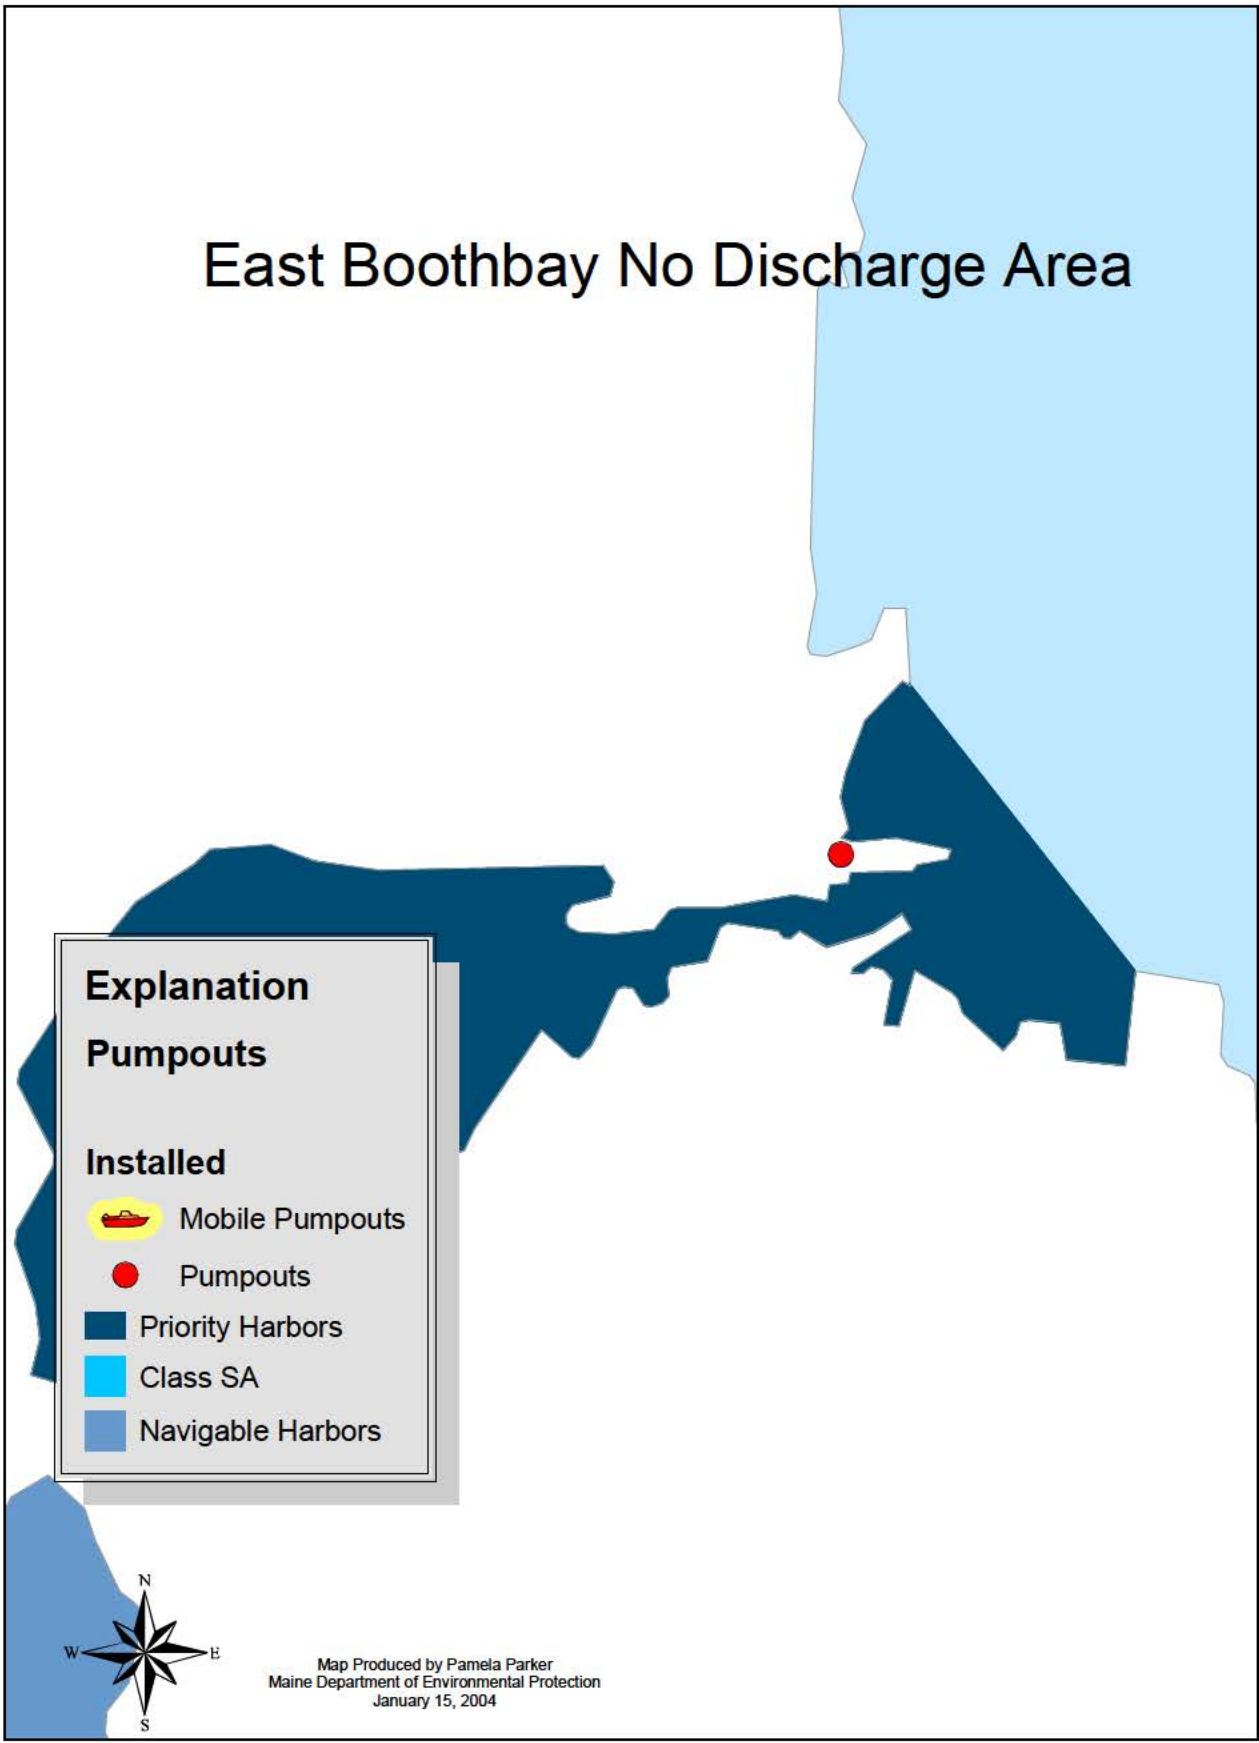 East Boothbay No Discharge Area
Explanation
Pumpouts
Installed
Mobile Pumpouts
Pumpouts
Priority Harbors
Class SA
Navigable Harbors
N
W E
S
Map Produced by Pamela Parker
Maine Department of Environmental Protection
January 15, 2004